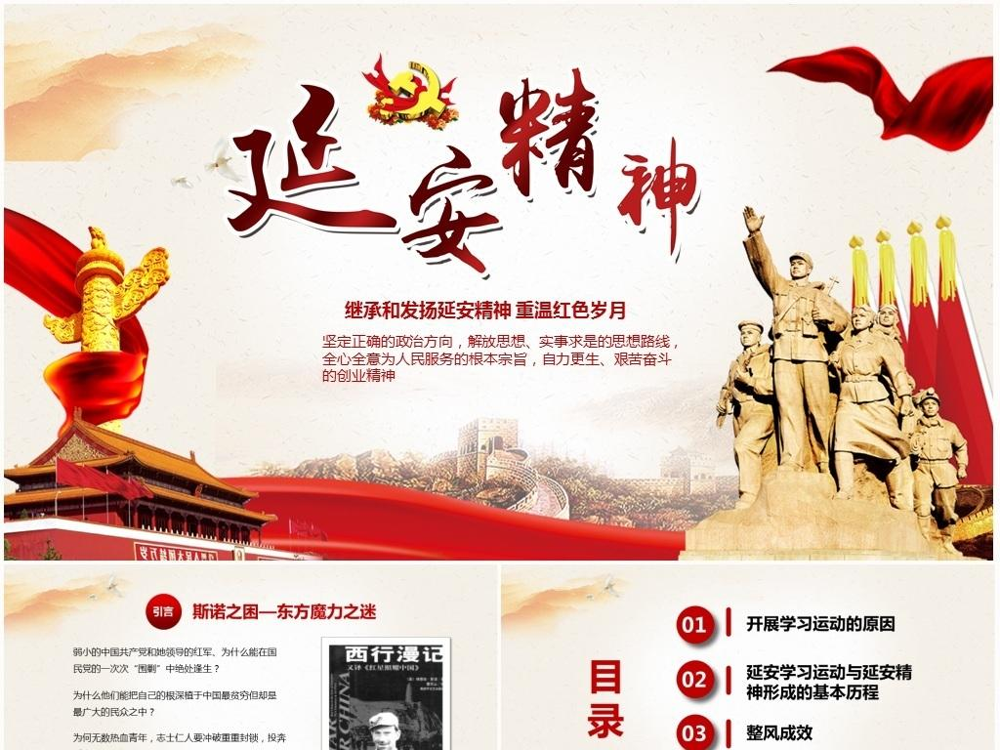 延安精神
继承和发扬延安精神 重温红色岁月
坚定正确的政治方向，解放思想、实事求是的思想路线，
全心全意为人民服务的根本宗旨，自力更生、艰苦奋斗
的创业精神
引言
斯诺之困—东方魔力之迷
弱小的中国共产党和她领导的红军、为什么能在国
民党的一次次“围剿”中绝处逢生？
为什么他们能把自己的根深植于中国最贫穷但却是
最广大的民众之中？
为何无数热血青年，志士仁人要冲破重重封锁，投奔
西行漫记
又译《红星照耀中国》
目录
01
开展学习运动的原因
02
延安学习运动与延安精
神形成的基本历程
03
整风成效